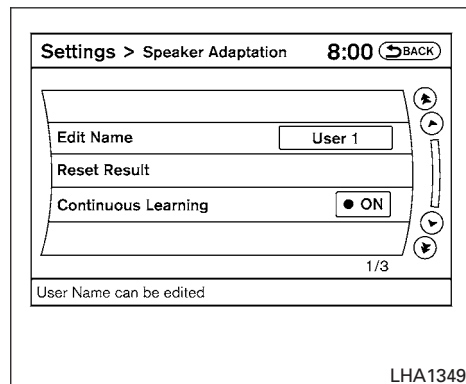 Settings > Speaker Adaptation 8:00 BACK
Edit Name User 1
Reset Result
Continuous Learning ON
1/3
User Name can be edited
LHA1349